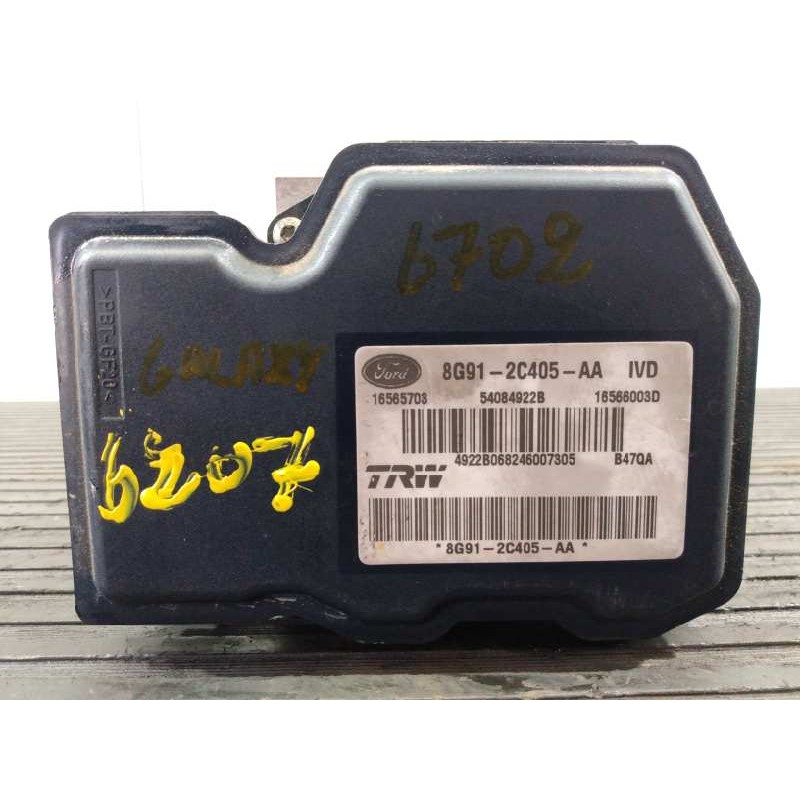 6702
>PBT-GF20<
GALAXY
6207
Ford 8G91-2C405-AA IVD
16565703 54084922B 16566003D
4922B068246007305 B47QA
TRW
*8G91-2C405-AA*